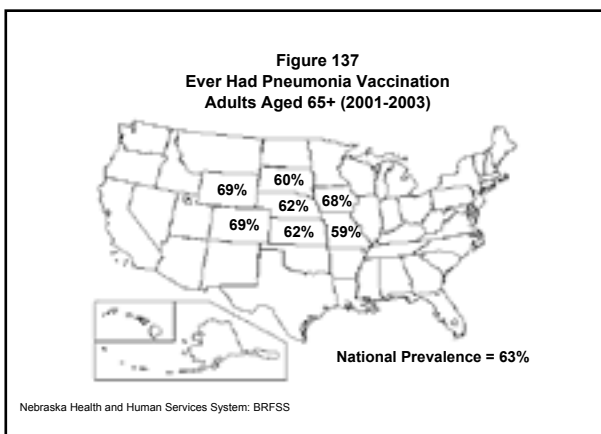 Figure 137
Ever Had Pneumonia Vaccination
Adults Aged 65+ (2001-2003)
60%
69%
68%
62%
69%
62%
59%
National Prevalence = 63%
Nebraska Health and Human Services System: BRFSS